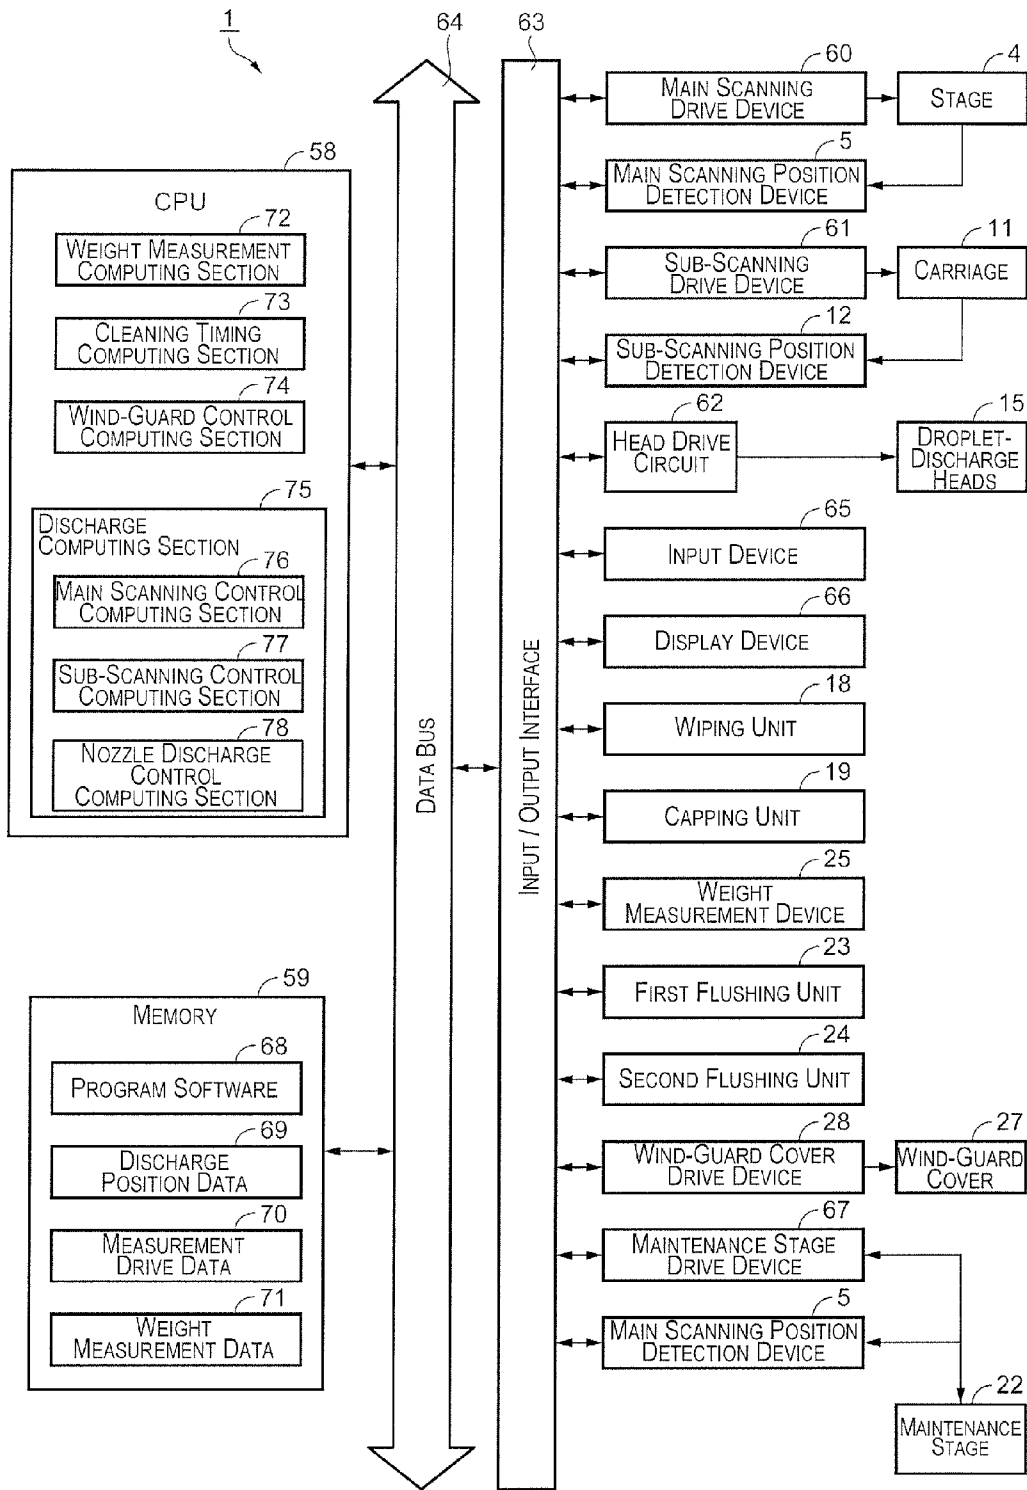 1
64
63
58
CPU
72
WEIGHT MEASUREMENT
COMPUTING SECTION
73
CLEANING TIMING
COMPUTING SECTION
74
WIND-GUARD CONTROL
COMPUTING SECTION
75
DISCHARGE
COMPUTING SECTION
76
MAIN SCANNING CONTROL
COMPUTING SECTION
77
SUB-SCANNING CONTROL
COMPUTING SECTION
78
NOZZLE DISCHARGE
CONTROL
COMPUTING SECTION
59
MEMORY
68
PROGRAM SOFTWARE
69
DISCHARGE
POSITION DATA
70
MEASUREMENT
DRIVE DATA
71
WEIGHT
MEASUREMENT DATA
DATA BUS
INPUT / OUTPUT INTERFACE
60
MAIN SCANNING
DRIVE DEVICE
4
STAGE
5
MAIN SCANNING POSITION
DETECTION DEVICE
61
SUB-SCANNING
DRIVE DEVICE
11
CARRIAGE
12
SUB-SCANNING POSITION
DETECTION DEVICE
62
HEAD DRIVE
CIRCUIT
15
DROPLET-
DISCHARGE
HEADS
65
INPUT DEVICE
66
DISPLAY DEVICE
18
WIPING UNIT
19
CAPPING UNIT
25
WEIGHT
MEASUREMENT DEVICE
23
FIRST FLUSHING UNIT
24
SECOND FLUSHING UNIT
28
WIND-GUARD COVER
DRIVE DEVICE
27
WIND-GUARD
COVER
67
MAINTENANCE STAGE
DRIVE DEVICE
5
MAIN SCANNING POSITION
DETECTION DEVICE
22
MAINTENANCE
STAGE